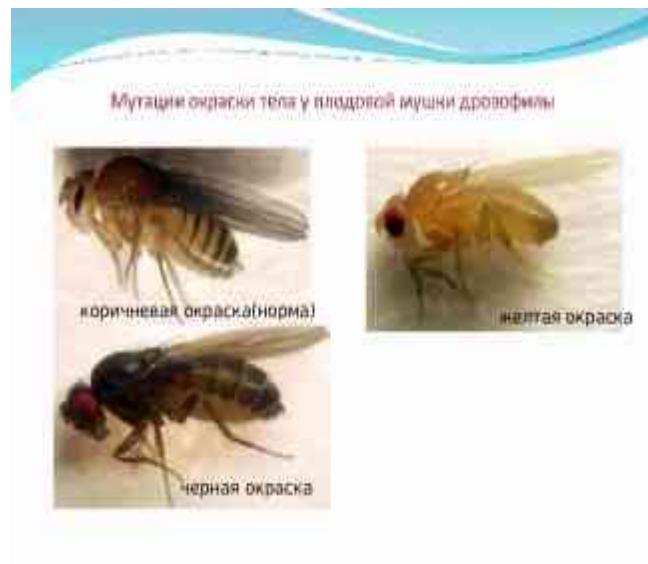 Мутации окраски тела у плодовой мушки дрозофилы
коричневая окраска(норма)
желтая окраска
черная окраска